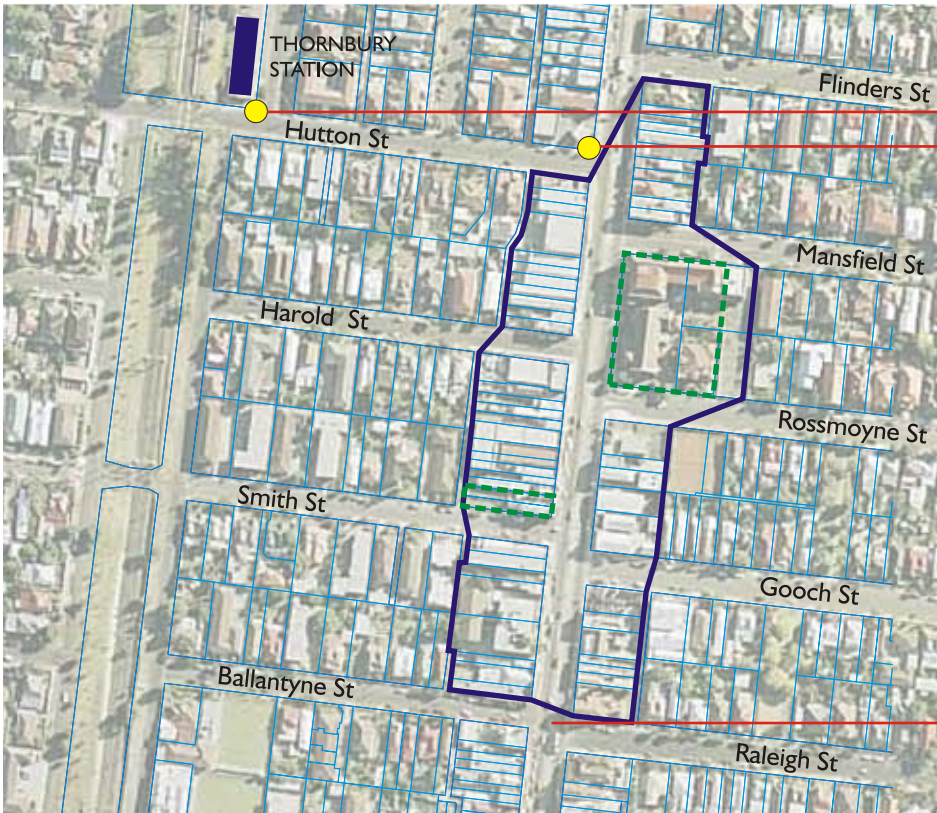 THORNBURY
STATION
Flinders St
Hutton St
Mansfield St
Harold St
Rossmoyne St
Smith St
Gooch St
Ballantyne St
Raleigh St